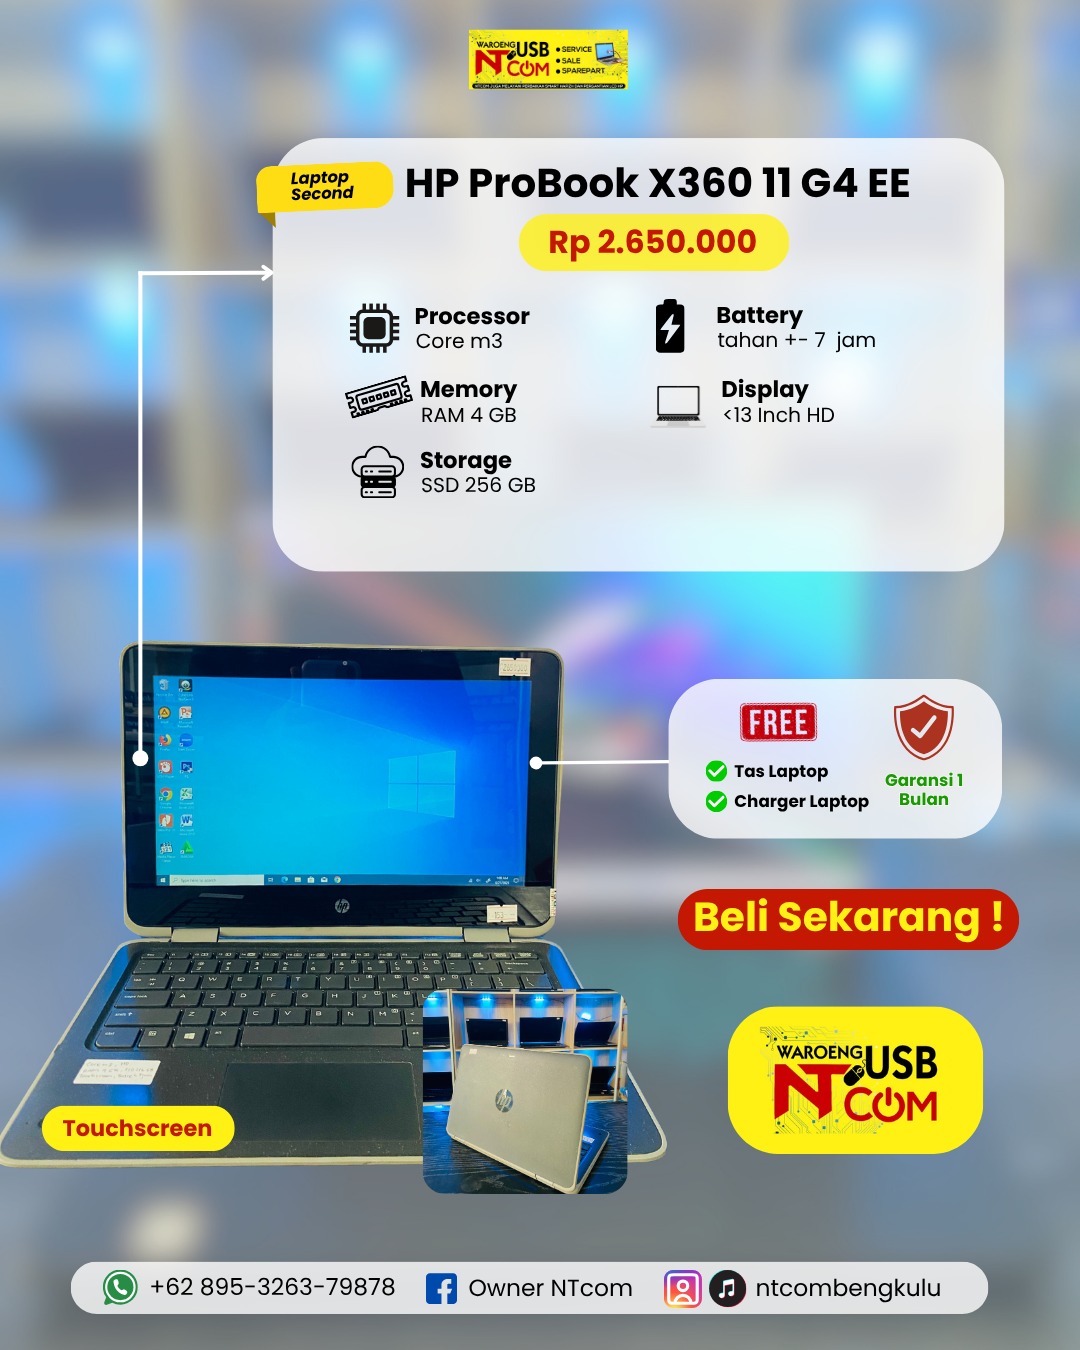 WAROENG
USB
NTCOM
• SERVICE
• SALE
• SPAREPART
Laptop
Second
HP ProBook X360 11 G4 EE
Rp 2.650.000
Processor
Core m3
Battery
tahan +- 7 jam
Memory
RAM 4 GB
Display
<13 Inch HD
Storage
SSD 256 GB
FREE
Tas Laptop
Charger Laptop
Garansi 1
Bulan
hp
Beli Sekarang !
WAROENG
USB
NTCOM
hp
Touchscreen
+62 895-3263-79878
Owner NTcom
ntcombengkulu